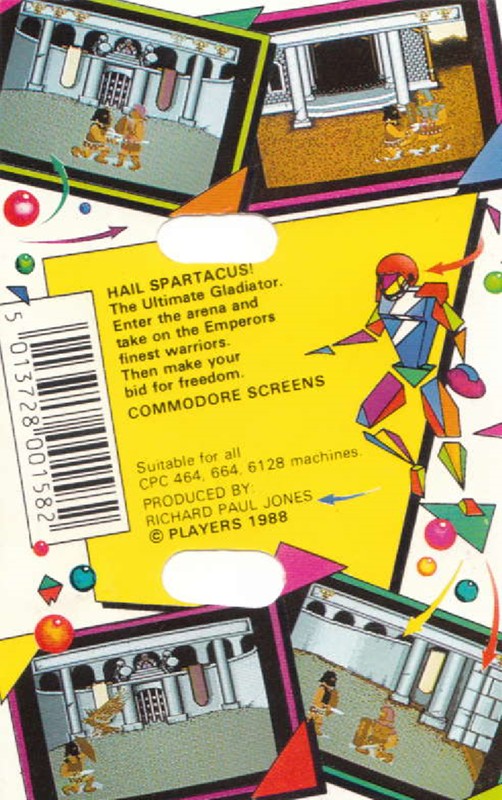 HAIL SPARTACUS!
The Ultimate Gladiator.
Enter the arena and
take on the Emperors
finest warriors.
Then make your
bid for freedom.
COMMODORE SCREENS
Suitable for all
CPC 464, 664, 6128 machines.
PRODUCED BY:
RICHARD PAUL JONES
© PLAYERS 1988
5 013728 001582